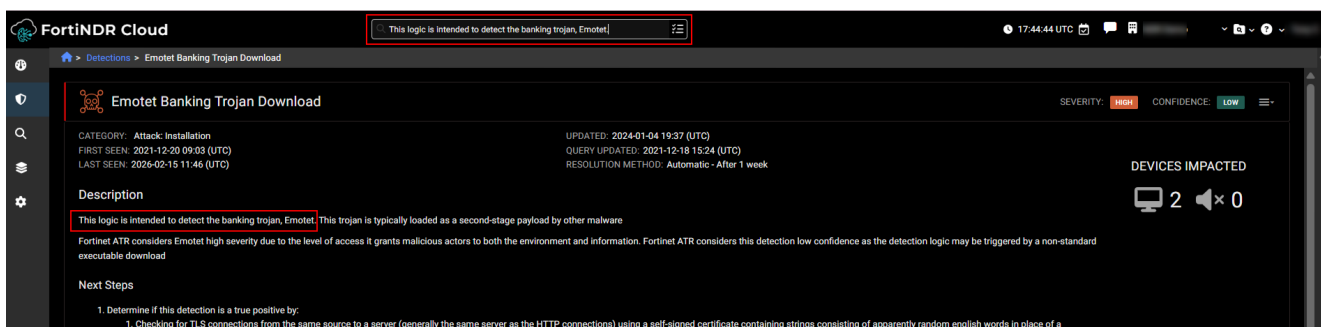 FortiNDR Cloud
This logic is intended to detect the banking trojan, Emotet.
17:44:44 UTC
> Detections > Emotet Banking Trojan Download
Emotet Banking Trojan Download
SEVERITY: HIGH CONFIDENCE: LOW
CATEGORY: Attack: Installation
UPDATED: 2024-01-04 19:37 (UTC)
FIRST SEEN: 2021-12-20 09:03 (UTC)
QUERY UPDATED: 2021-12-18 15:24 (UTC)
LAST SEEN: 2026-02-15 11:46 (UTC)
RESOLUTION METHOD: Automatic - After 1 week
DEVICES IMPACTED
2 0
Description
This logic is intended to detect the banking trojan, Emotet. This trojan is typically loaded as a second-stage payload by other malware
Fortinet ATR considers Emotet high severity due to the level of access it grants malicious actors to both the environment and information. Fortinet ATR considers this detection low confidence as the detection logic may be triggered by a non-standard
executable download
Next Steps
1. Determine if this detection is a true positive by:
1. Checking for TLS connections from the same source to a server (generally the same server as the HTTP connections) using a self-signed certificate containing strings consisting of apparently random english words in place of a